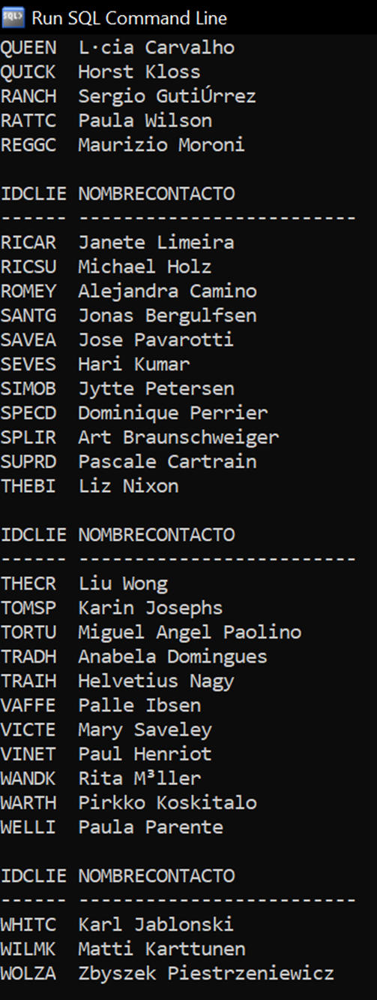 SQL> Run SQL Command Line
QUEEN  L·cia Carvalho
QUICK  Horst Kloss
RANCH  Sergio GutiÚrrez
RATTC  Paula Wilson
REGGC  Maurizio Moroni
IDCLIE NOMBRECONTACTO
------ -------------------------
RICAR  Janete Limeira
RICSU  Michael Holz
ROMEY  Alejandra Camino
SANTG  Jonas Bergulfsen
SAVEA  Jose Pavarotti
SEVES  Hari Kumar
SIMOB  Jytte Petersen
SPECD  Dominique Perrier
SPLIR  Art Braunschweiger
SUPRD  Pascale Cartrain
THEBI  Liz Nixon
IDCLIE NOMBRECONTACTO
------ -------------------------
THECR  Liu Wong
TOMSP  Karin Josephs
TORTU  Miguel Angel Paolino
TRADH  Anabela Domingues
TRAIH  Helvetius Nagy
VAFFE  Palle Ibsen
VICTE  Mary Saveley
VINET  Paul Henriot
WANDK  Rita M³ller
WARTH  Pirkko Koskitalo
WELLI  Paula Parente
IDCLIE NOMBRECONTACTO
------ -------------------------
WHITC  Karl Jablonski
WILMK  Matti Karttunen
WOLZA  Zbyszek Piestrzeniewicz